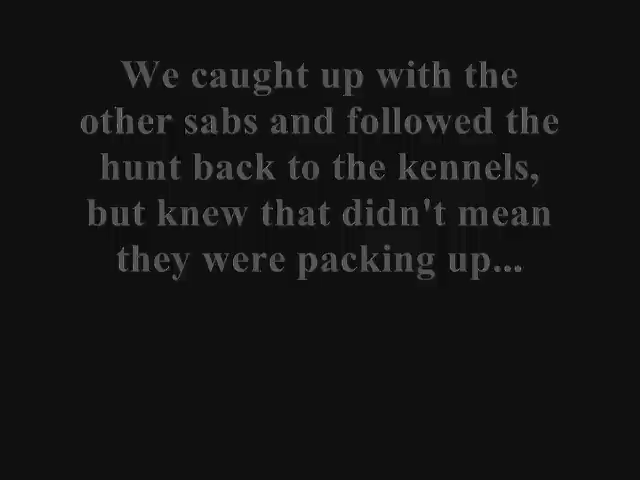 We caught up with the
other sabs and followed the
hunt back to the kennels,
but knew that didn't mean
they were packing up...